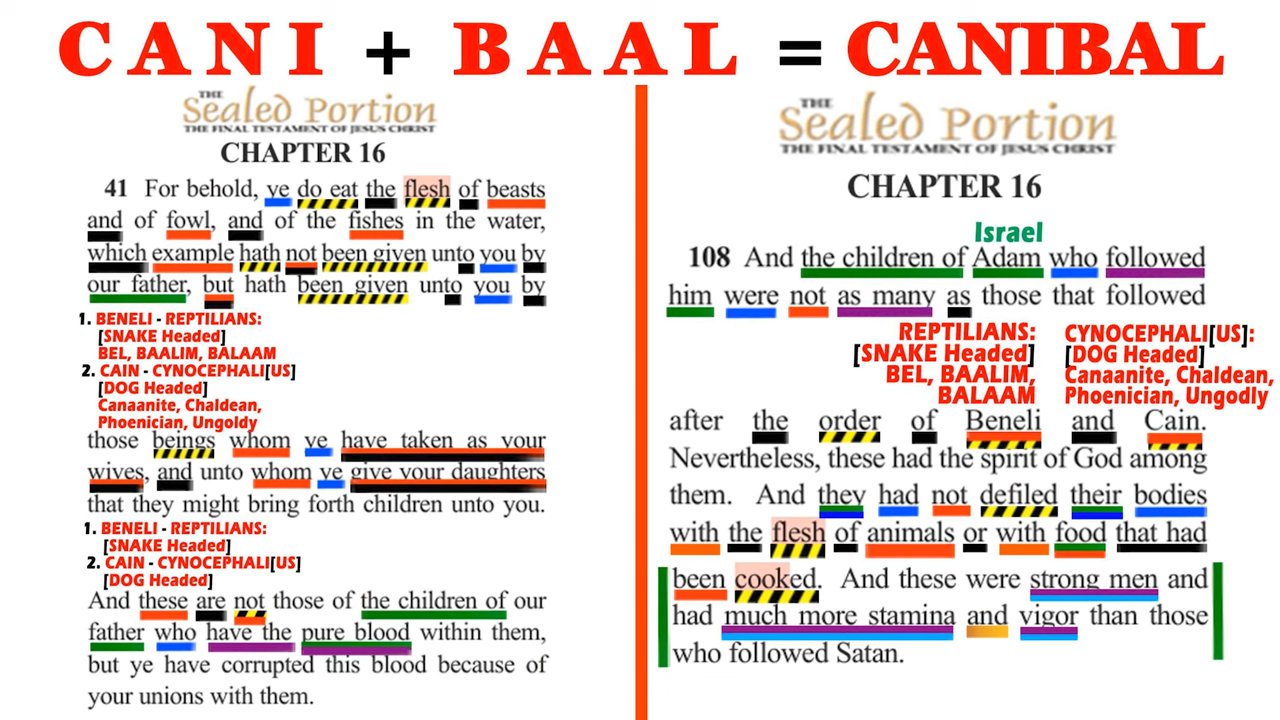 CANI + BAAL = CANIBAL
THE
Sealed Portion
THE FINAL TESTAMENT OF JESUS CHRIST
CHAPTER 16
41 For behold, ye do eat the flesh of beasts
and of fowl, and of the fishes in the water,
which example hath not been given unto you by
our father, but hath been given unto you by
1. BENELI - REPTILIANS:
[SNAKE Headed]
BEL, BAALIM, BALAAM
2. CAIN - CYNOCEPHALI[US]
[DOG Headed]
Canaanite, Chaldean,
Phoenician, Ungoldy
those beings whom ye have taken as your
wives, and unto whom ye give your daughters
that they might bring forth children unto you.
1. BENELI - REPTILIANS:
[SNAKE Headed]
2. CAIN - CYNOCEPHALI[US]
[DOG Headed]
And these are not those of the children of our
father who have the pure blood within them,
but ye have corrupted this blood because of
your unions with them.
THE
Sealed Portion
THE FINAL TESTAMENT OF JESUS CHRIST
CHAPTER 16
Israel
108 And the children of Adam who followed
him were not as many as those that followed
REPTILIANS:
[SNAKE Headed]
BEL, BAALIM,
BALAAM
CYNOCEPHALI[US]:
[DOG Headed]
Canaanite, Chaldean,
Phoenician, Ungodly
after the order of Beneli and Cain.
Nevertheless, these had the spirit of God among
them. And they had not defiled their bodies
with the flesh of animals or with food that had
been cooked. And these were strong men and
had much more stamina and vigor than those
who followed Satan.